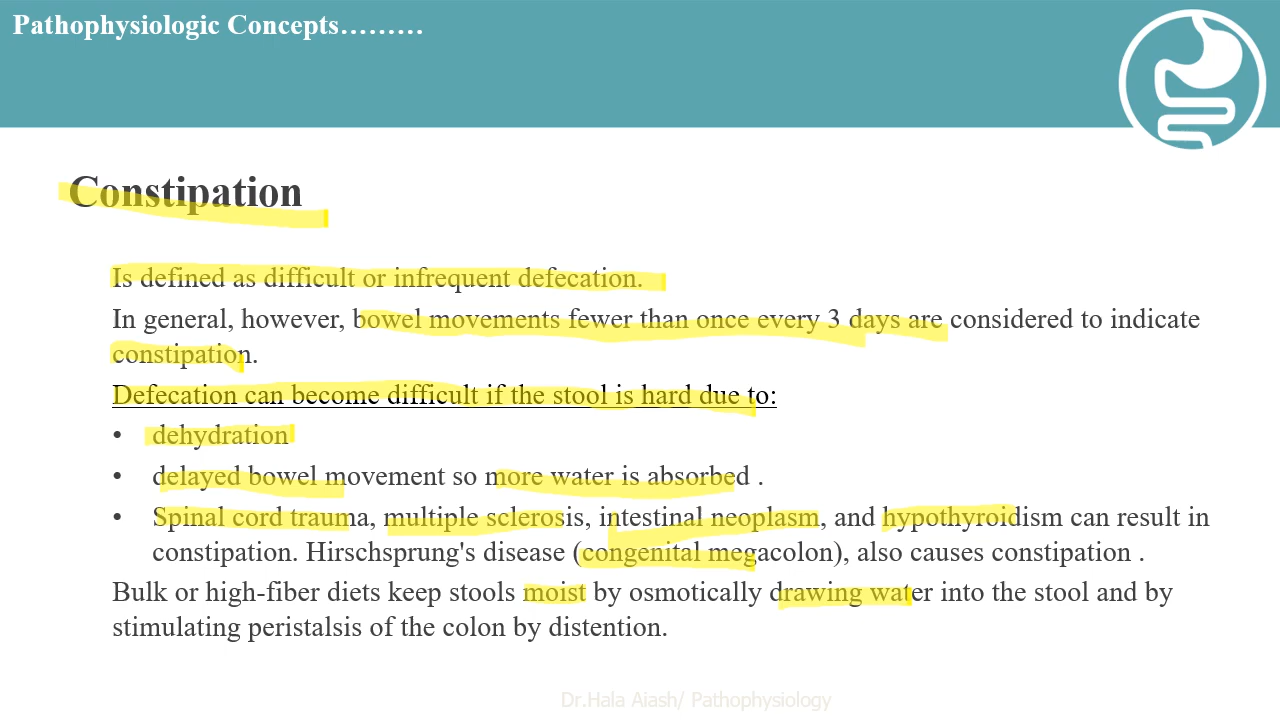 Pathophysiologic Concepts………
Constipation
Is defined as difficult or infrequent defecation.
In general, however, bowel movements fewer than once every 3 days are considered to indicate
constipation.
Defecation can become difficult if the stool is hard due to:
• dehydration
• delayed bowel movement so more water is absorbed .
• Spinal cord trauma, multiple sclerosis, intestinal neoplasm, and hypothyroidism can result in
constipation. Hirschsprung's disease (congenital megacolon), also causes constipation .
Bulk or high-fiber diets keep stools moist by osmotically drawing water into the stool and by
stimulating peristalsis of the colon by distention.
Dr.Hala Aiash/ Pathophysiology